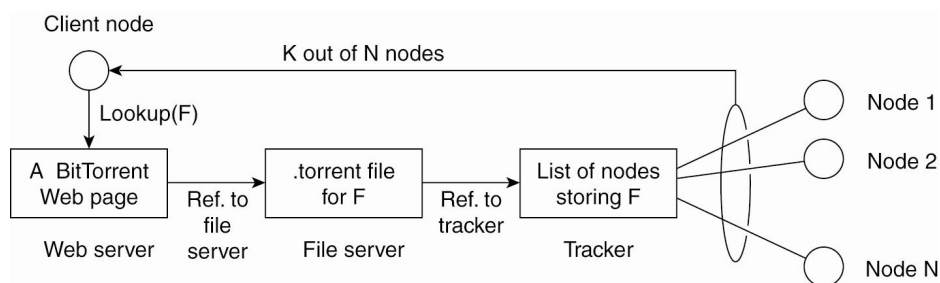 Client node
K out of N nodes
Node 1
Lookup(F)
Node 2
A BitTorrent
Web page
Ref. to
file
server
.torrent file
for F
Ref. to
tracker
List of nodes
storing F
Web server
File server
Tracker
Node N